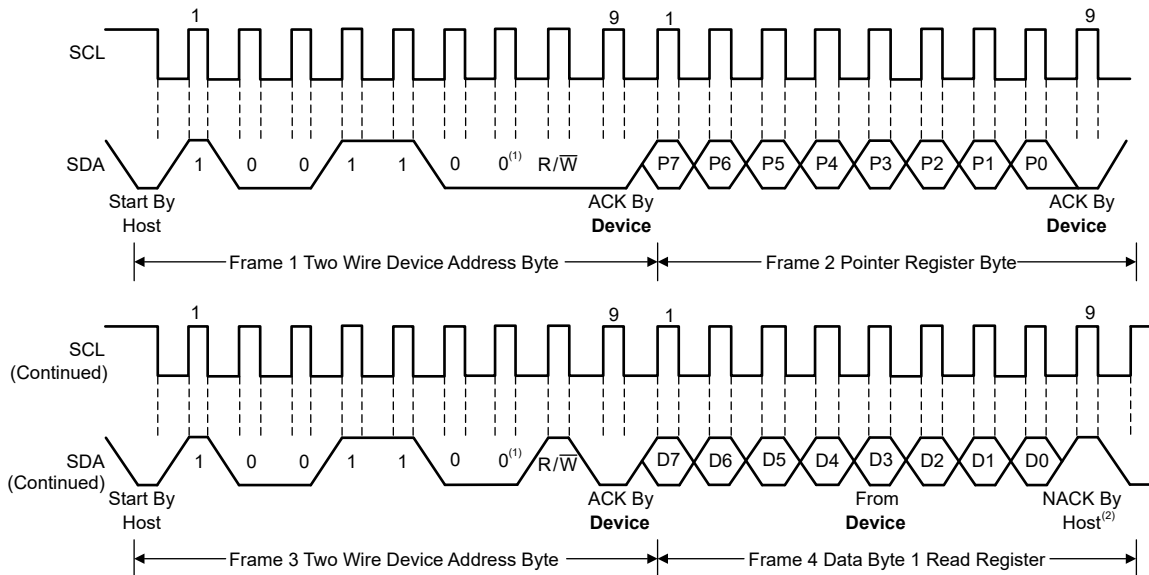 1 9 1 9
SCL
SDA 1 0 0 1 1 0 0(1) R/W̅ P7 P6 P5 P4 P3 P2 P1 P0
Start By ACK By ACK By
Host Device Device
Frame 1 Two Wire Device Address Byte Frame 2 Pointer Register Byte
1 9 1 9
SCL
(Continued)
SDA 1 0 0 1 1 0 0(1) R/W̅ D7 D6 D5 D4 D3 D2 D1 D0
(Continued)
Start By ACK By From NACK By
Host Device Device Host(2)
Frame 3 Two Wire Device Address Byte Frame 4 Data Byte 1 Read Register